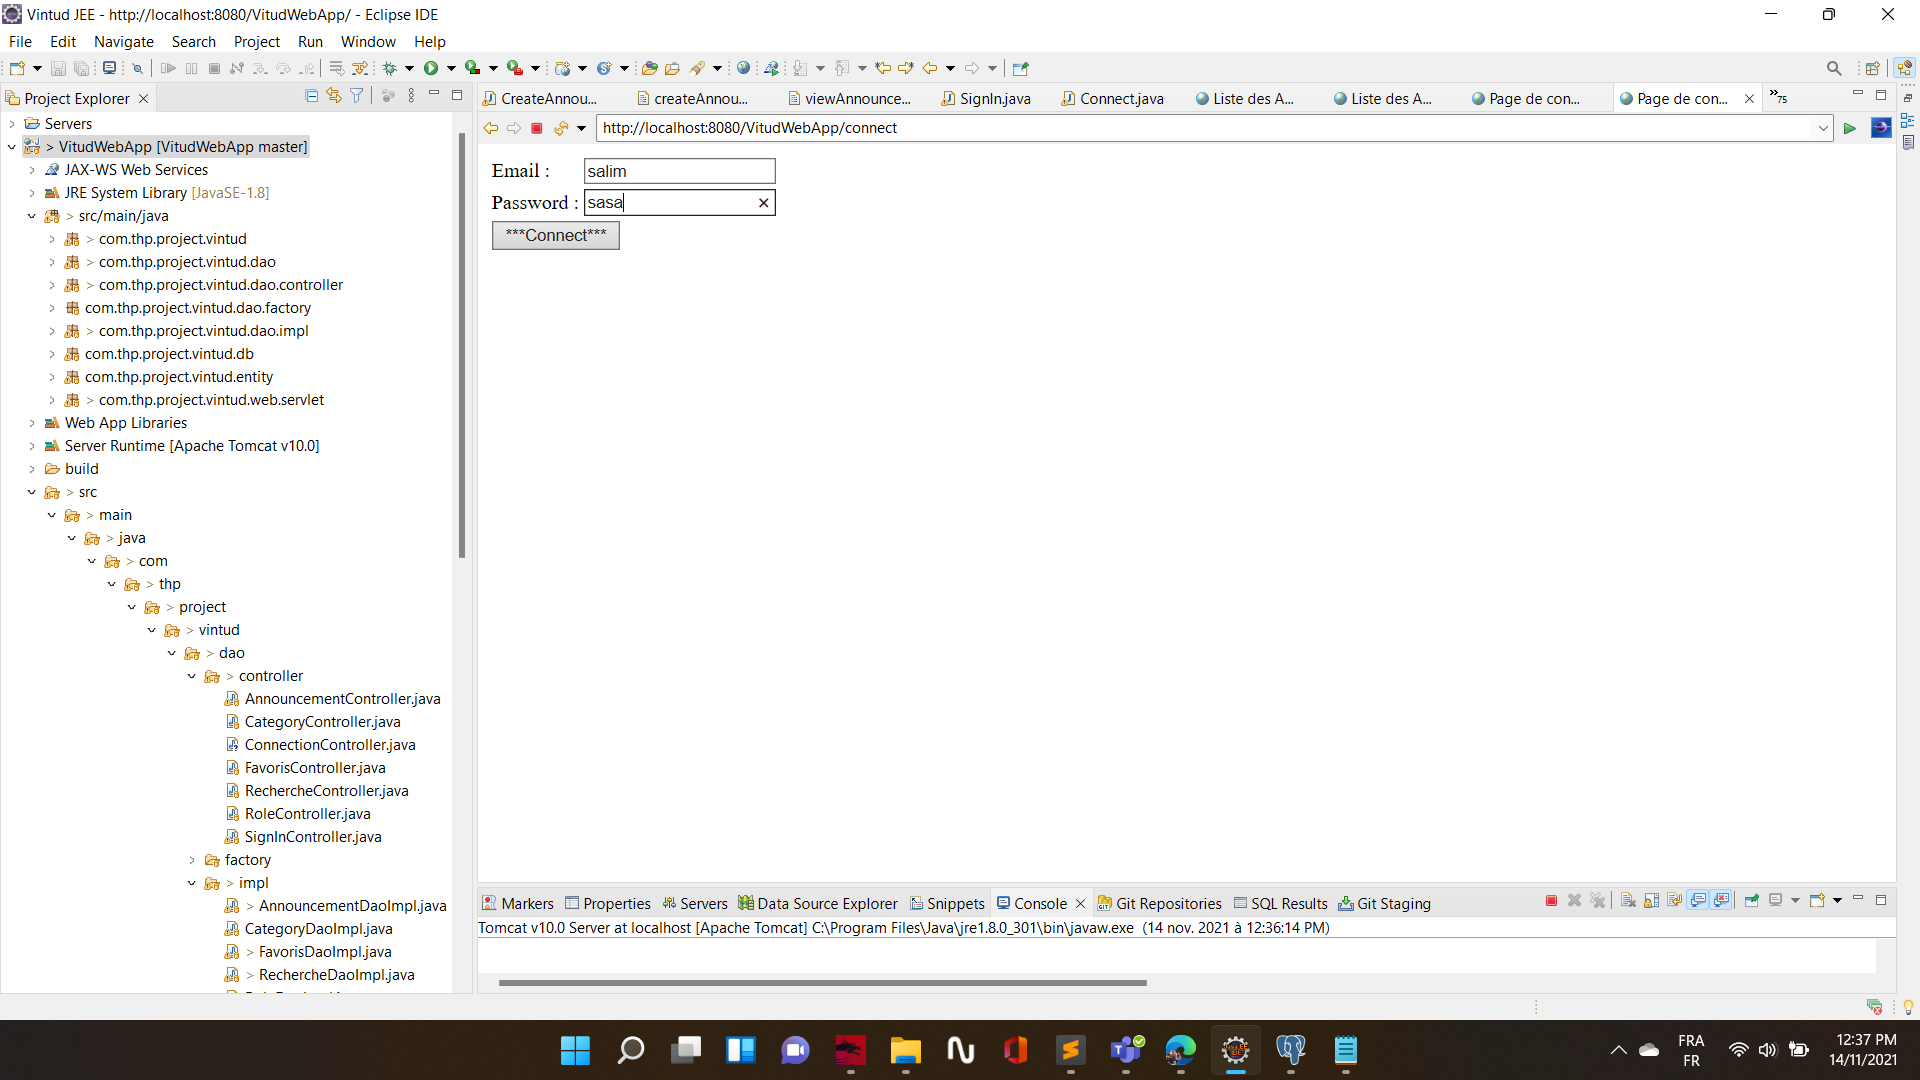 Vintud JEE - http://localhost:8080/VitudWebApp/ - Eclipse IDE
File Edit Navigate Search Project Run Window Help
Project Explorer
CreateAnnou... createAnnou... viewAnnounce... SignIn.java Connect.java Liste des A... Liste des A... Page de con... Page de con... »75
http://localhost:8080/VitudWebApp/connect
> Servers
> VitudWebApp [VitudWebApp master]
JAX-WS Web Services
JRE System Library [JavaSE-1.8]
> src/main/java
> com.thp.project.vintud
> com.thp.project.vintud.dao
> com.thp.project.vintud.dao.controller
com.thp.project.vintud.dao.factory
> com.thp.project.vintud.dao.impl
com.thp.project.vintud.db
com.thp.project.vintud.entity
> com.thp.project.vintud.web.servlet
Web App Libraries
Server Runtime [Apache Tomcat v10.0]
build
> src
> main
> java
> com
> thp
> project
> vintud
> dao
> controller
AnnouncementController.java
CategoryController.java
ConnectionController.java
FavorisController.java
RechercheController.java
RoleController.java
SignInController.java
factory
> impl
> AnnouncementDaoImpl.java
CategoryDaoImpl.java
> FavorisDaoImpl.java
> RechercheDaoImpl.java
Email : salim
Password : sasa
***Connect***
Markers Properties Servers Data Source Explorer Snippets Console Git Repositories SQL Results Git Staging
Tomcat v10.0 Server at localhost [Apache Tomcat] C:\Program Files\Java\jre1.8.0_301\bin\javaw.exe (14 nov. 2021 à 12:36:14 PM)
FRA
FR
12:37 PM
14/11/2021